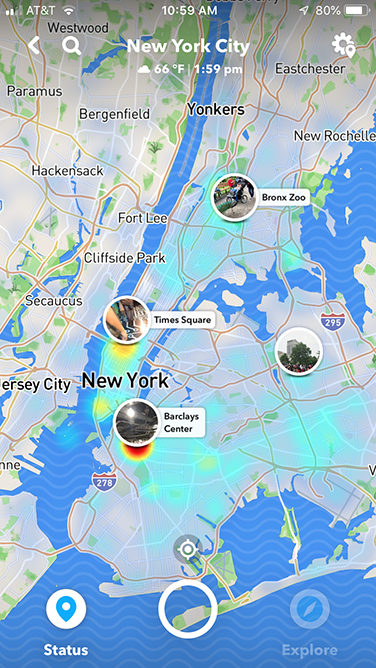 AT&T 10:59 AM 80%
Westwood
New York City
66 °F | 1:59 pm
Eastchester
Paramus
Bergenfield
Yonkers
New Rochelle
Hackensack
Bronx Zoo
Fort Lee
Cliffside Park
Secaucus
Times Square
295
ersey City
New York
Barclays
Center
nne
278
Status
Explore